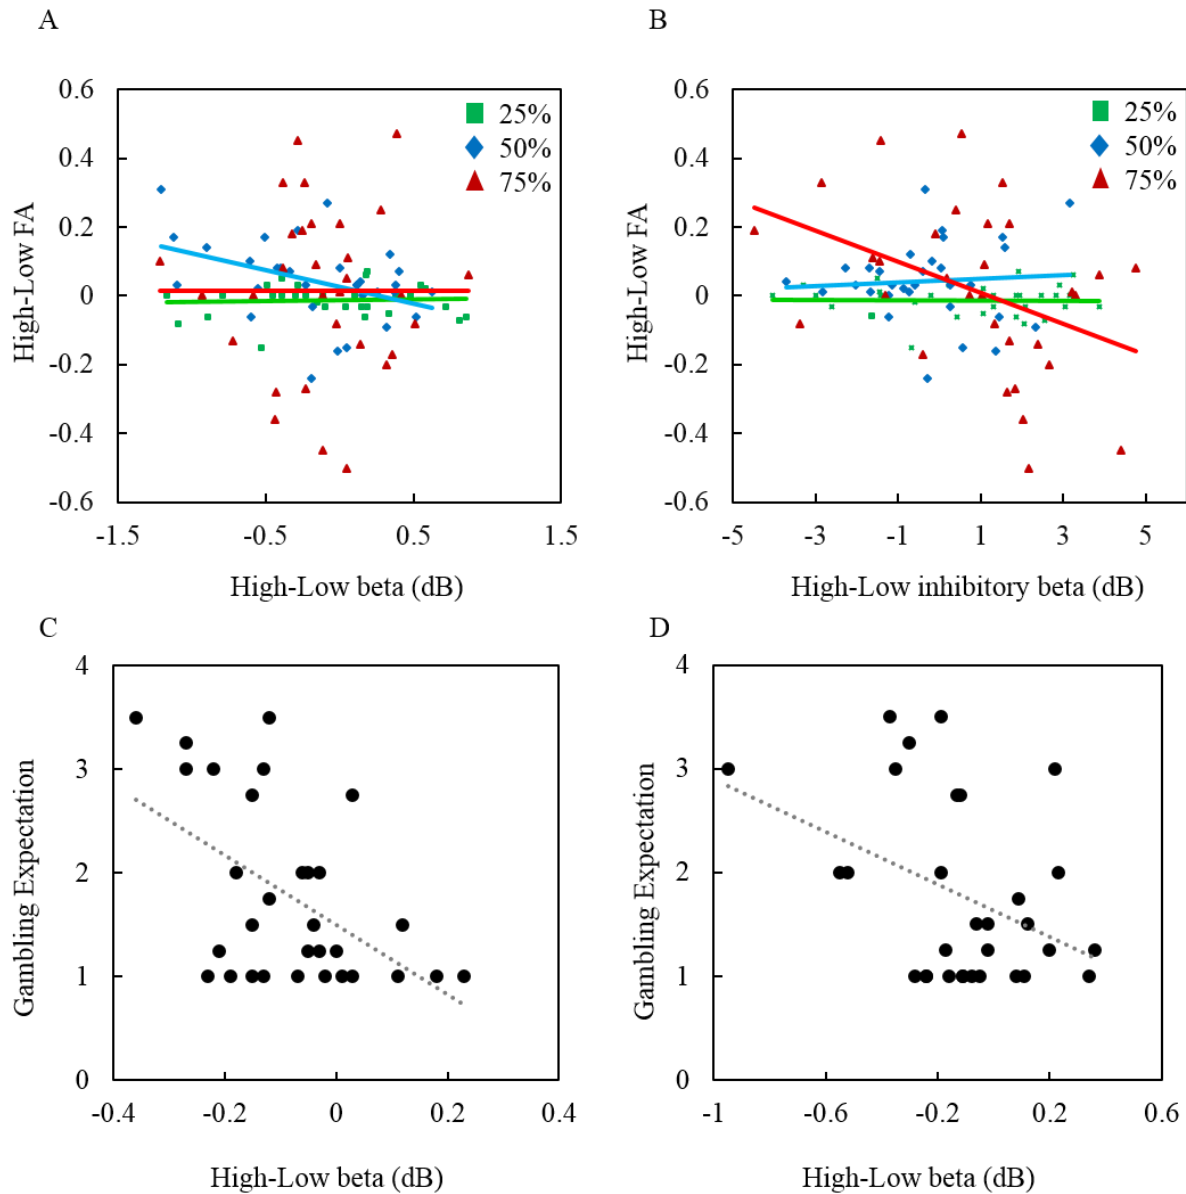 A
High-Low FA
0.6
0.4
0.2
0
-0.2
-0.4
-0.6
25%
50%
75%
-1.5 -0.5 0.5 1.5
High-Low beta (dB)
B
High-Low FA
0.6
0.4
0.2
0
-0.2
-0.4
-0.6
25%
50%
75%
-5 -3 -1 1 3 5
High-Low inhibitory beta (dB)
C
Gambling Expectation
4
3
2
1
0
-0.4 -0.2 0 0.2 0.4
High-Low beta (dB)
D
Gambling Expectation
4
3
2
1
0
-1 -0.6 -0.2 0.2 0.6
High-Low beta (dB)